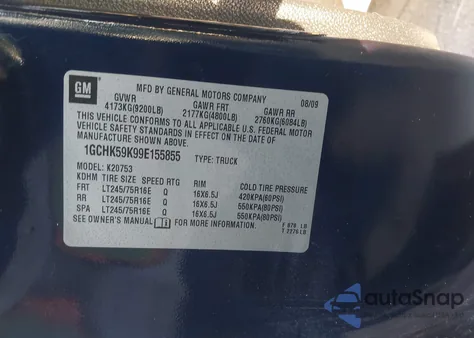 GM
MFD BY GENERAL MOTORS COMPANY 08/09
GVWR GAWR FRT GAWR RR
4173KG(9200LB) 2177KG(4800LB) 2760KG(6084LB)
THIS VEHICLE CONFORMS TO ALL APPLICABLE U.S. FEDERAL MOTOR
VEHICLE SAFETY STANDARDS IN EFFECT ON THE DATE OF
MANUFACTURE SHOWN ABOVE.
1GCHK59K99E155855 TYPE: TRUCK
MODEL: K20753
KDHM TIRE SIZE SPEED RTG RIM COLD TIRE PRESSURE
FRT LT245/75R16E Q 16X6.5J 420KPA(60PSI)
RR LT245/75R16E Q 16X6.5J 550KPA(80PSI)
SPA LT245/75R16E Q 16X6.5J 550KPA(80PSI)
SEE OWNER'S MANUAL FOR MORE INFORMATION.
F 878 LB
T 2276 LB
autoSnap